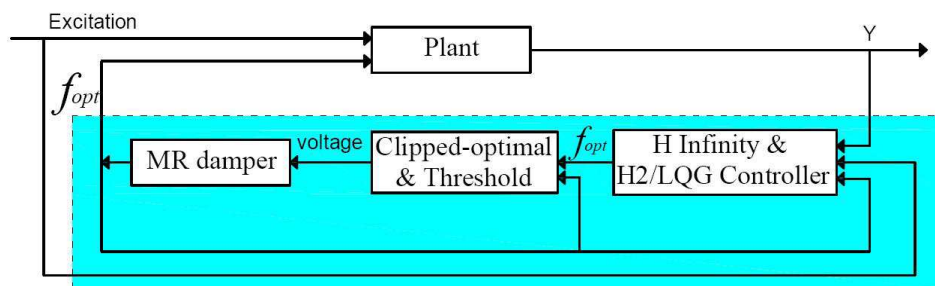 Excitation
Y
Plant
fopt
voltage
fopt
MR damper
Clipped-optimal
& Threshold
H Infinity &
H2/LQG Controller